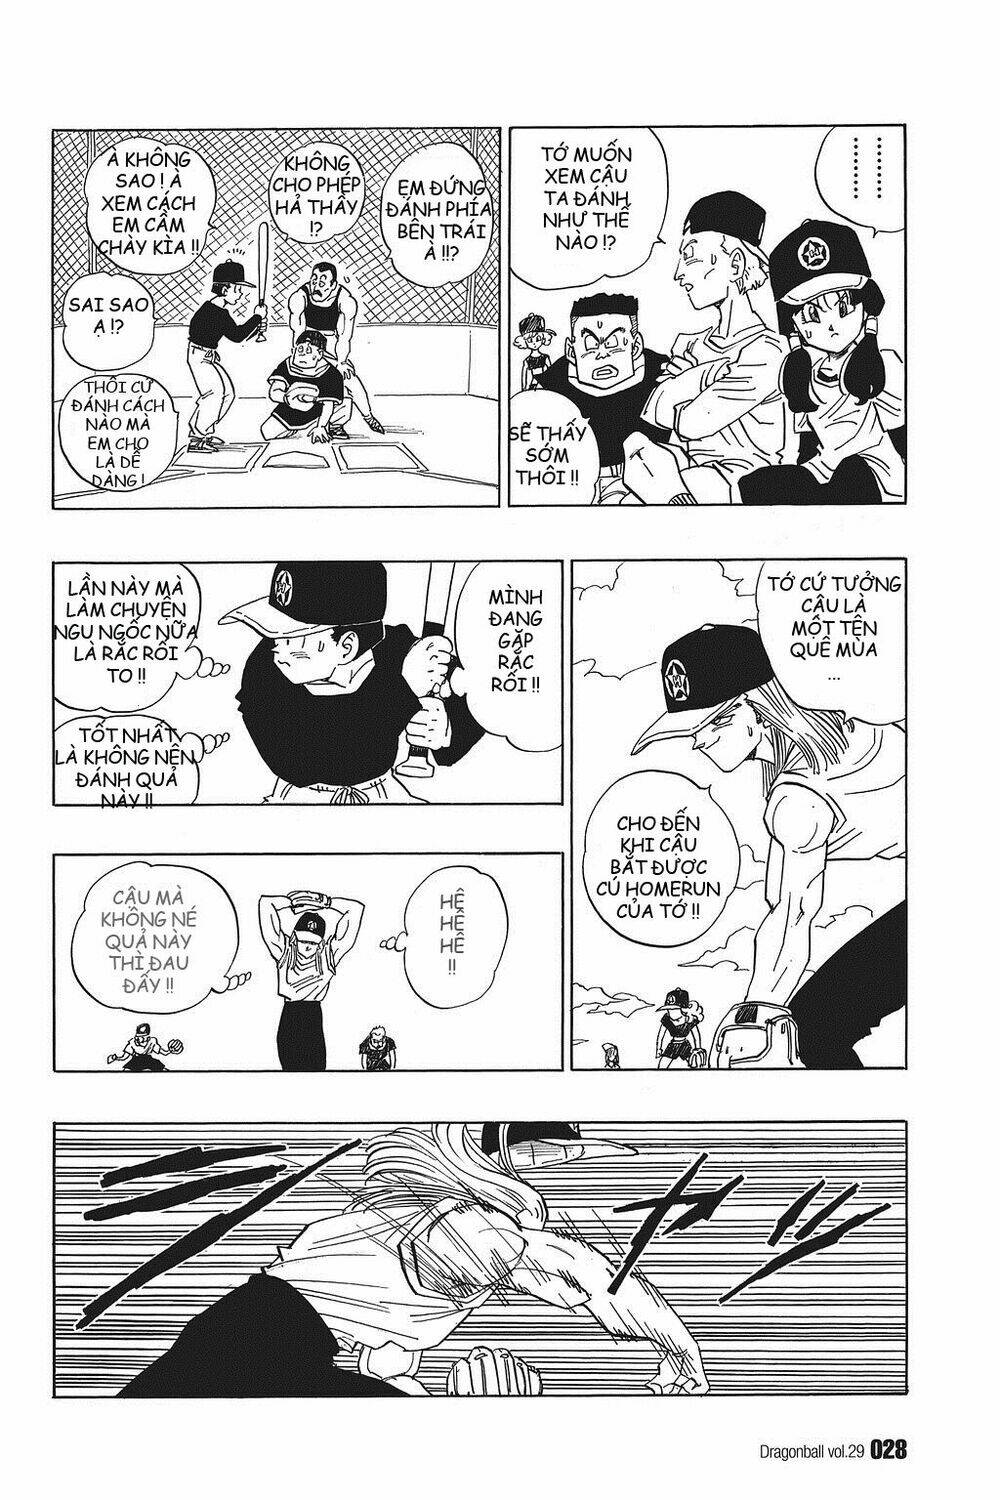 TỚ MUỐN
XEM CẬU
TA ĐÁNH
NHƯ THẾ
NÀO !?
SẼ THẤY
SỚM
THÔI !!
EM ĐỨNG
ĐÁNH PHÍA
BÊN TRÁI
À !!?
KHÔNG
CHO PHÉP
HẢ THẦY
!?
À KHÔNG
SAO ! À
XEM CÁCH
EM CẦM
CHÀY KÌA !!
SAI SAO
Ạ !?
THÔI CỨ
ĐÁNH CÁCH
NÀO MÀ
EM CHO
LÀ DỄ
DÀNG !
TỚ CỨ TƯỞNG
CẬU LÀ
MỘT TÊN
QUÊ MÙA
...
CHO ĐẾN
KHI CẬU
BẮT ĐƯỢC
CÚ HOMERUN
CỦA TỚ !!
MÌNH
ĐANG
GẶP
RẮC
RỐI !!
LẦN NÀY MÀ
LÀM CHUYỆN
NGU NGỐC NỮA
LÀ RẮC RỐI
TO !!
TỐT NHẤT
LÀ KHÔNG NÊN
ĐÁNH QUẢ
NÀY !!
HÊ
HÊ
HÊ
!!
CẬU MÀ
KHÔNG NÉ
QUẢ NÀY
THÌ ĐAU
ĐẤY !!
Dragonball vol.29 028